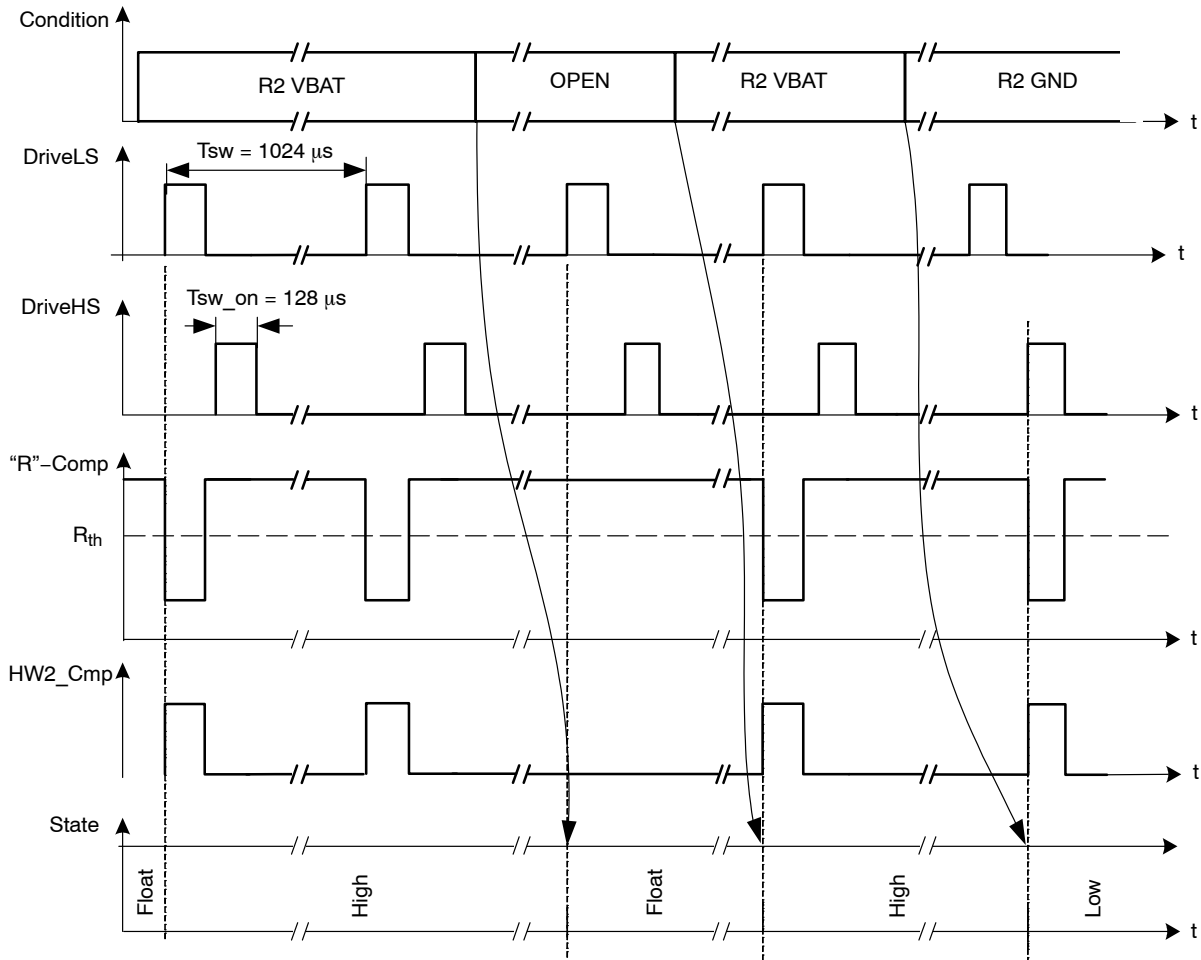 Condition
R2 VBAT
OPEN
R2 VBAT
R2 GND
t
DriveLS
Tsw = 1024 μs
t
DriveHS
Tsw_on = 128 μs
t
“R”−Comp
Rth
t
HW2_Cmp
t
State
Float
High
Float
High
Low
t